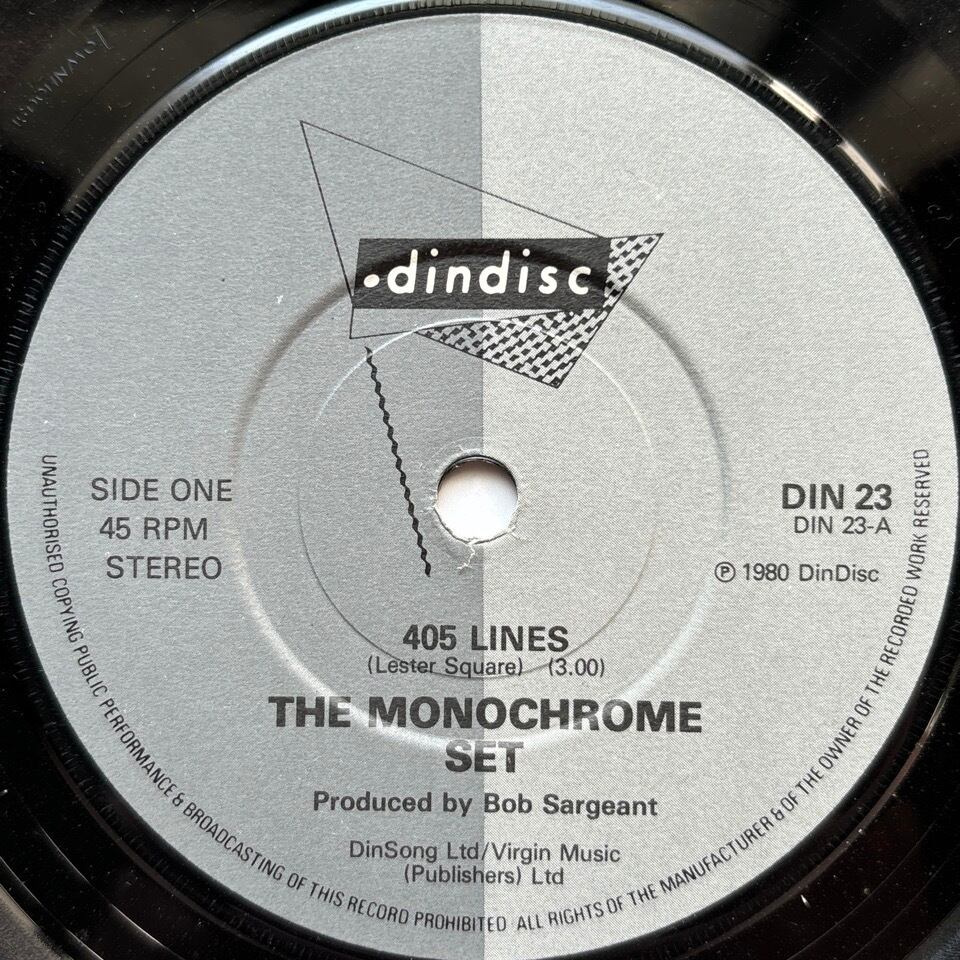 .dindisc
SIDE ONE
45 RPM
STEREO
DIN 23
DIN 23-A
℗ 1980 DinDisc
405 LINES
(Lester Square) (3.00)
THE MONOCHROME
SET
Produced by Bob Sargeant
DinSong Ltd/Virgin Music
(Publishers) Ltd
UNAUTHORISED COPYING PUBLIC PERFORMANCE & BROADCASTING OF THIS RECORD PROHIBITED ALL RIGHTS OF THE MANUFACTURER & OF THE OWNER OF THE RECORDED WORK RESERVED